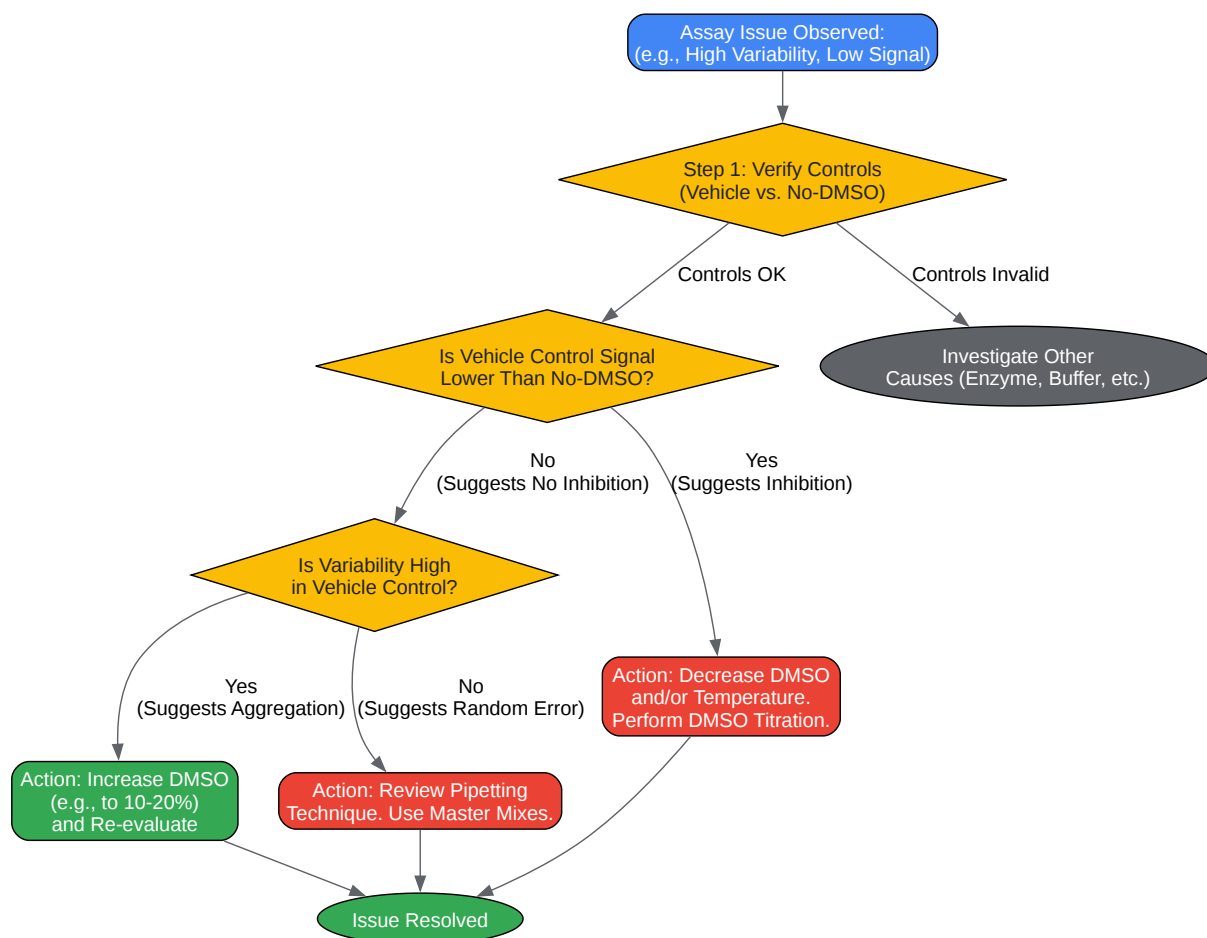 Assay Issue Observed:
(e.g., High Variability, Low Signal)
Step 1: Verify Controls
(Vehicle vs. No-DMSO)
Controls OK
Controls Invalid
Is Vehicle Control Signal
Lower Than No-DMSO?
Investigate Other
Causes (Enzyme, Buffer, etc.)
No
(Suggests No Inhibition)
Yes
(Suggests Inhibition)
Is Variability High
in Vehicle Control?
Yes
(Suggests Aggregation)
No
(Suggests Random Error)
Action: Decrease DMSO
and/or Temperature.
Perform DMSO Titration.
Action: Increase DMSO
(e.g., to 10-20%)
and Re-evaluate
Action: Review Pipetting
Technique. Use Master Mixes.
Issue Resolved